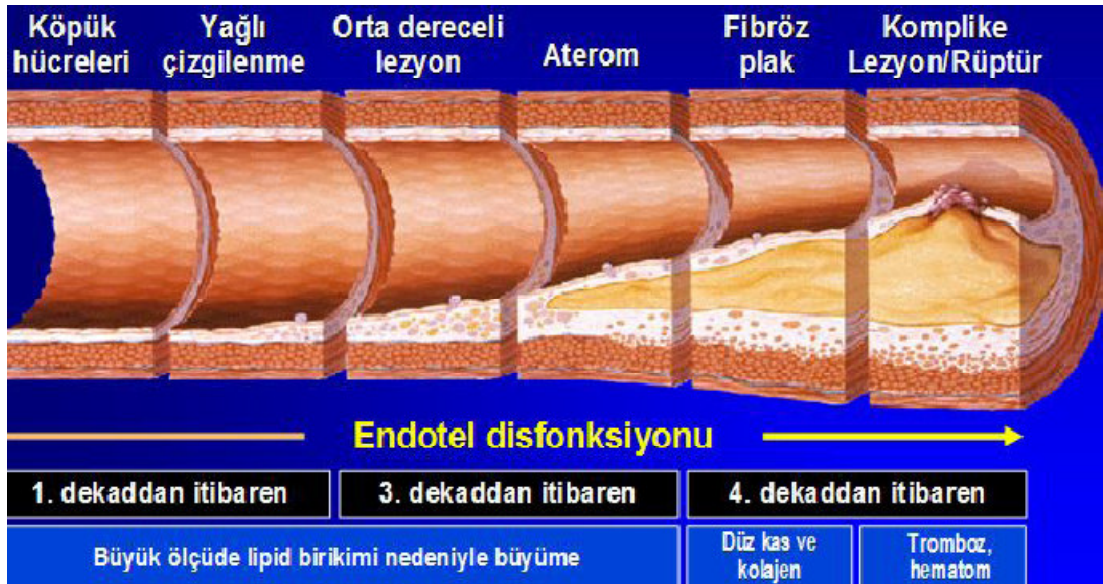 Köpük
hücreleri
Yağlı
çizgilenme
Orta dereceli
lezyon
Aterom
Fibröz
plak
Komplike
Lezyon/Rüptür
Endotel disfonksiyonu
1. dekaddan itibaren
3. dekaddan itibaren
4. dekaddan itibaren
Büyük ölçüde lipid birikimi nedeniyle büyüme
Düz kas ve
kolajen
Tromboz,
hematom